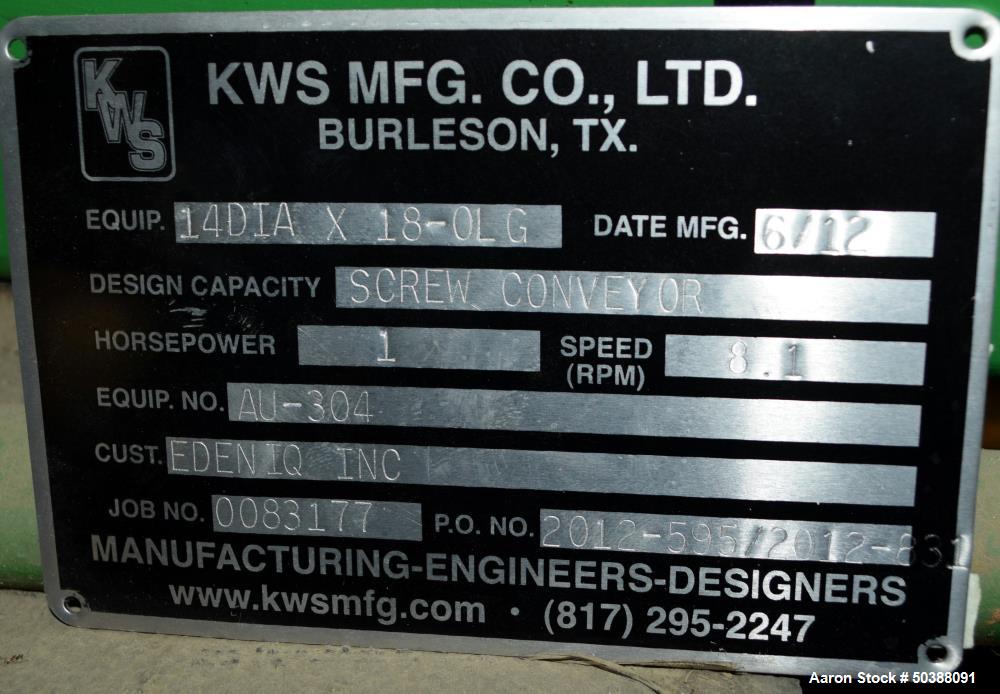 KWS
KWS MFG. CO., LTD.
BURLESON, TX.
EQUIP. 14DIA X 18-0LG DATE MFG. 6/12
DESIGN CAPACITY SCREW CONVEYOR
HORSEPOWER 1 SPEED (RPM) 8.1
EQUIP. NO. AU-304
CUST. EDENIQ INC
JOB NO. 0083177 P.O. NO. 2012-595/2012-831
MANUFACTURING-ENGINEERS-DESIGNERS
www.kwsmfg.com · (817) 295-2247
Aaron Stock # 50388091